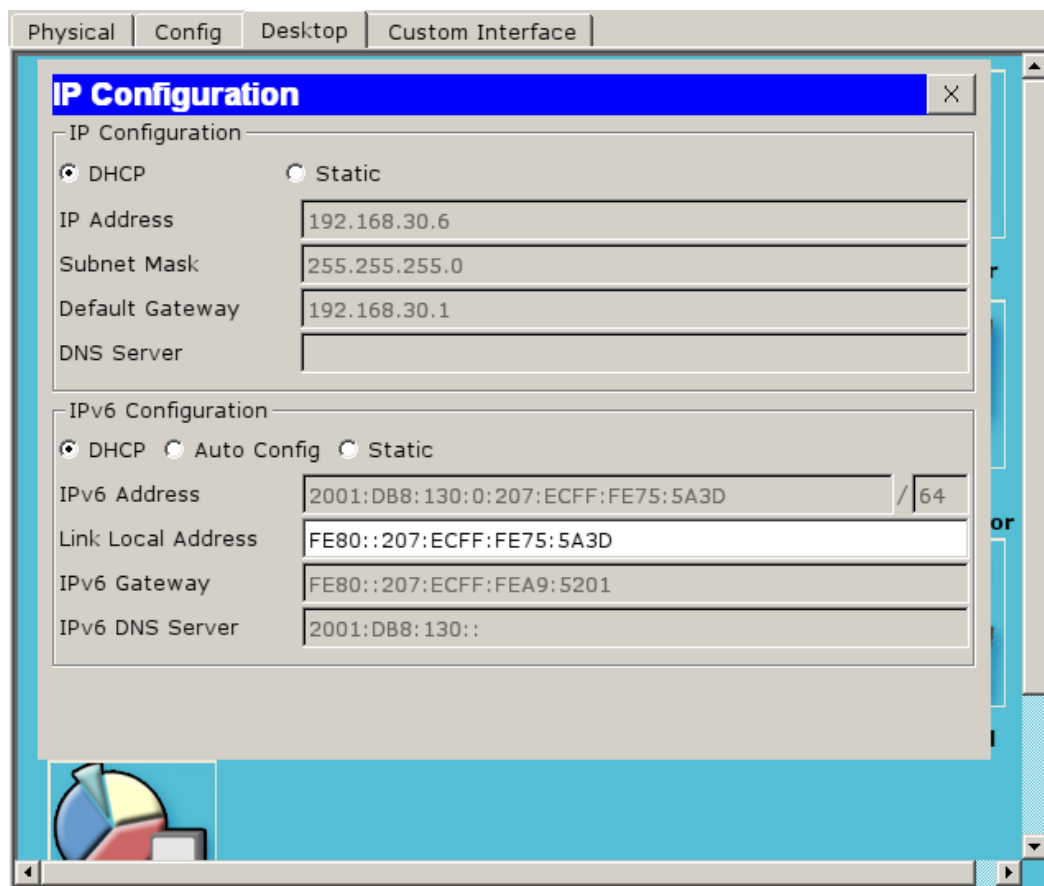 Physical Config Desktop Custom Interface
IP Configuration X
IP Configuration
DHCP Static
IP Address 192.168.30.6
Subnet Mask 255.255.255.0
Default Gateway 192.168.30.1
DNS Server
IPv6 Configuration
DHCP Auto Config Static
IPv6 Address 2001:DB8:130:0:207:ECFF:FE75:5A3D / 64
Link Local Address FE80::207:ECFF:FE75:5A3D
IPv6 Gateway FE80::207:ECFF:FEA9:5201
IPv6 DNS Server 2001:DB8:130::